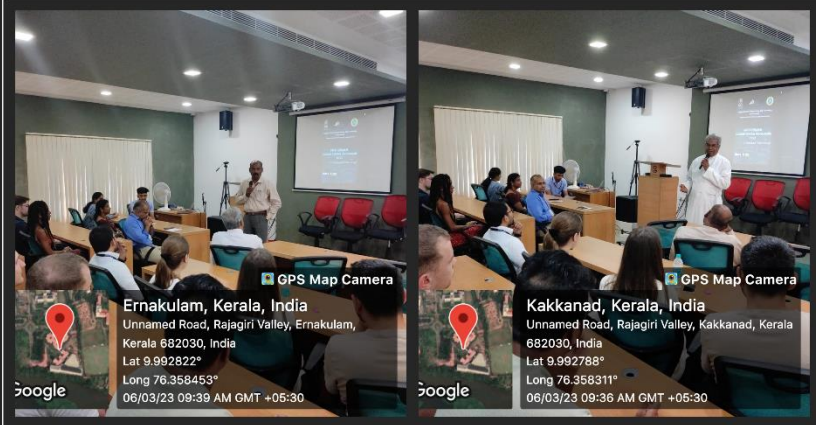 GPS Map Camera
Ernakulam, Kerala, India
Unnamed Road, Rajagiri Valley, Ernakulam,
Kerala 682030, India
Lat 9.992822°
Long 76.358453°
06/03/23 09:39 AM GMT +05:30
Google
GPS Map Camera
Kakkanad, Kerala, India
Unnamed Road, Rajagiri Valley, Kakkanad, Kerala
682030, India
Lat 9.992788°
Long 76.358311°
06/03/23 09:36 AM GMT +05:30
Google